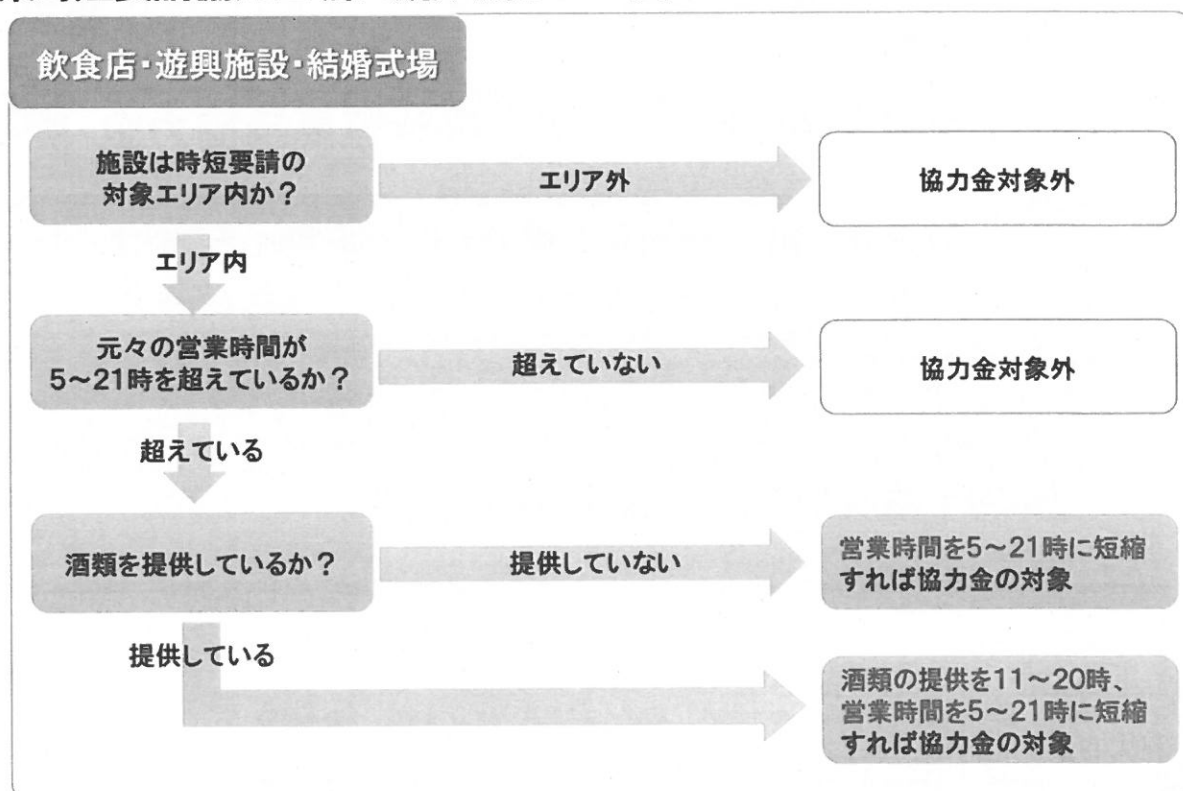 飲食店・遊興施設・結婚式場
施設は時短要請の
対象エリア内か？
エリア外
協力金対象外
エリア内
元々の営業時間が
5～21時を超えているか？
超えていない
協力金対象外
超えている
酒類を提供しているか？
提供していない
営業時間を5～21時に短縮
すれば協力金の対象
提供している
酒類の提供を11～20時、
営業時間を5～21時に短縮
すれば協力金の対象